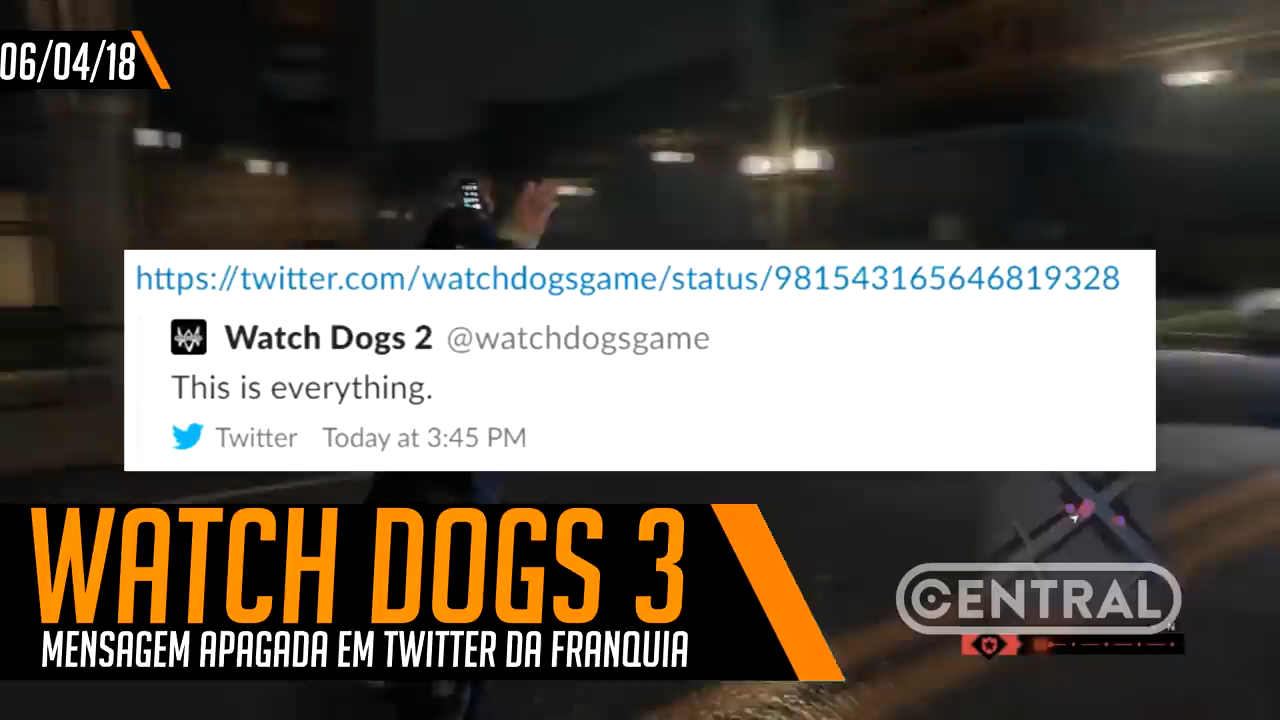 06/04/18
https://twitter.com/watchdogsgame/status/981543165646819328
Watch Dogs 2 @watchdogsgame
This is everything.
Twitter Today at 3:45 PM
WATCH DOGS 3
MENSAGEM APAGADA EM TWITTER DA FRANQUIA
CENTRAL
N